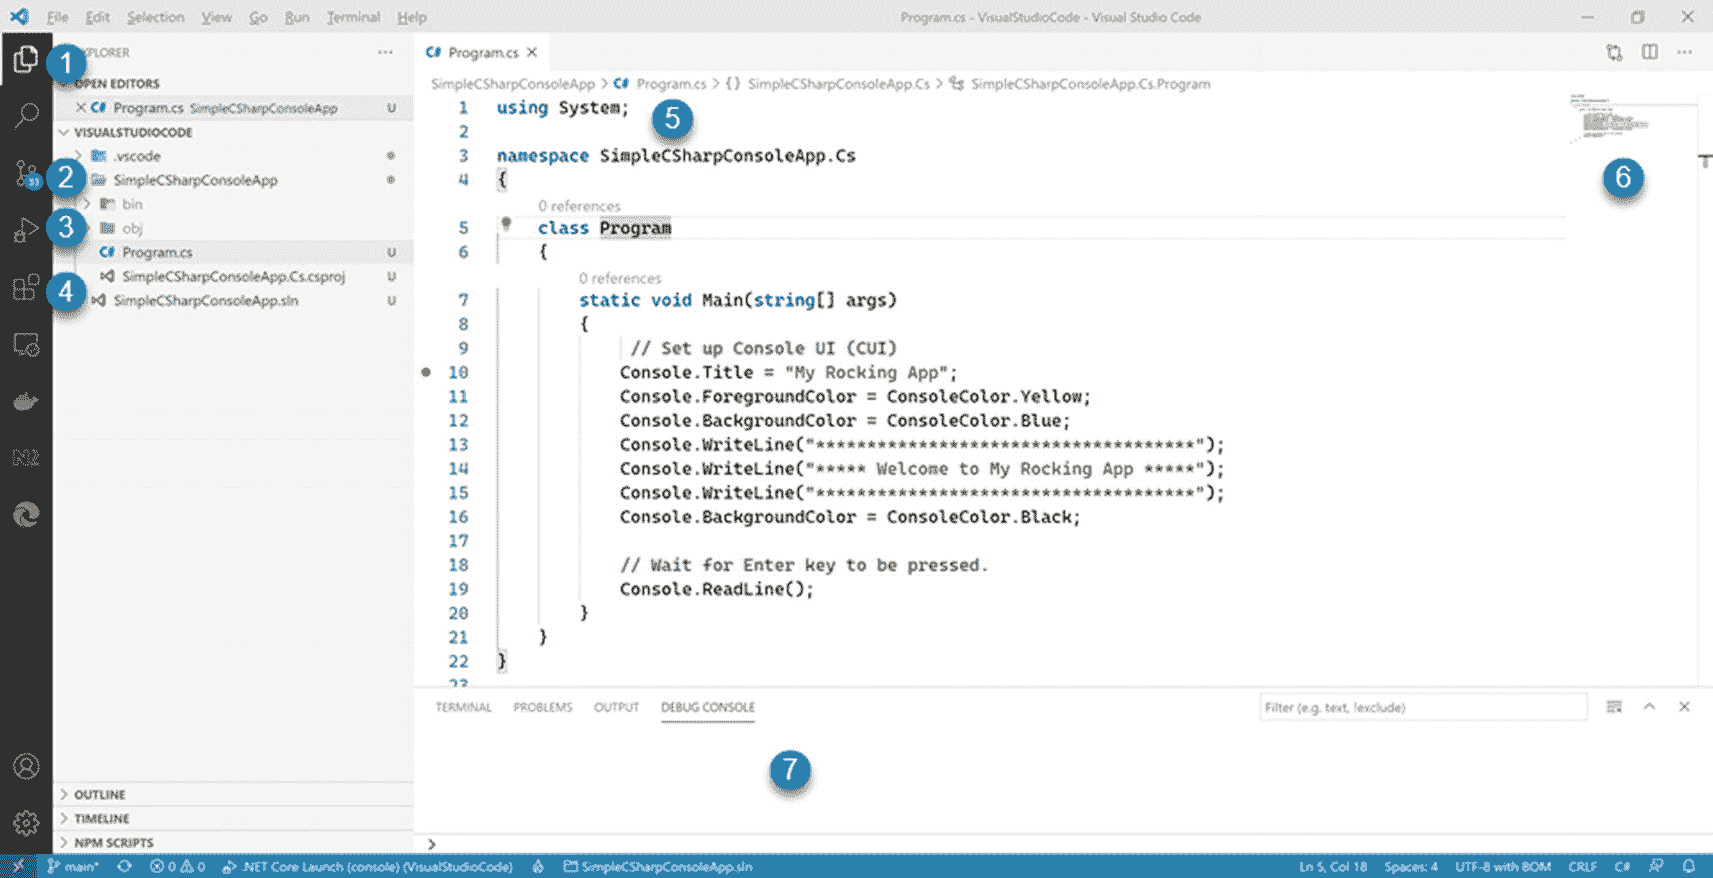 File Edit Selection View Go Run Terminal Help
Program.cs - VisualStudioCode - Visual Studio Code
1
OPEN EDITORS
Program.cs SimpleCSharpConsoleApp U
VISUALSTUDIOCODE
.vscode
33
2
SimpleCSharpConsoleApp
bin
3
obj
C# Program.cs U
4
SimpleCSharpConsoleApp.Cs.csproj U
SimpleCSharpConsoleApp.sln U
OUTLINE
TIMELINE
NPM SCRIPTS
C# Program.cs
SimpleCSharpConsoleApp > C# Program.cs > {} SimpleCSharpConsoleApp.Cs > SimpleCSharpConsoleApp.Cs.Program
1 using System;
5
2
3 namespace SimpleCSharpConsoleApp.Cs
4 {
0 references
5 class Program
6 {
0 references
7 static void Main(string[] args)
8 {
9 // Set up Console UI (CUI)
10 Console.Title = "My Rocking App";
11 Console.ForegroundColor = ConsoleColor.Yellow;
12 Console.BackgroundColor = ConsoleColor.Blue;
13 Console.WriteLine("*************************************");
14 Console.WriteLine("***** Welcome to My Rocking App *****");
15 Console.WriteLine("*************************************");
16 Console.BackgroundColor = ConsoleColor.Black;
17
18 // Wait for Enter key to be pressed.
19 Console.ReadLine();
20 }
21 }
22 }
6
TERMINAL PROBLEMS OUTPUT DEBUG CONSOLE
Filter (e.g. text, !exclude)
7
main* 0 0 .NET Core Launch (console) (VisualStudioCode) SimpleCSharpConsoleApp.sln
Ln 5, Col 18 Spaces: 4 UTF-8 with BOM CRLF C#